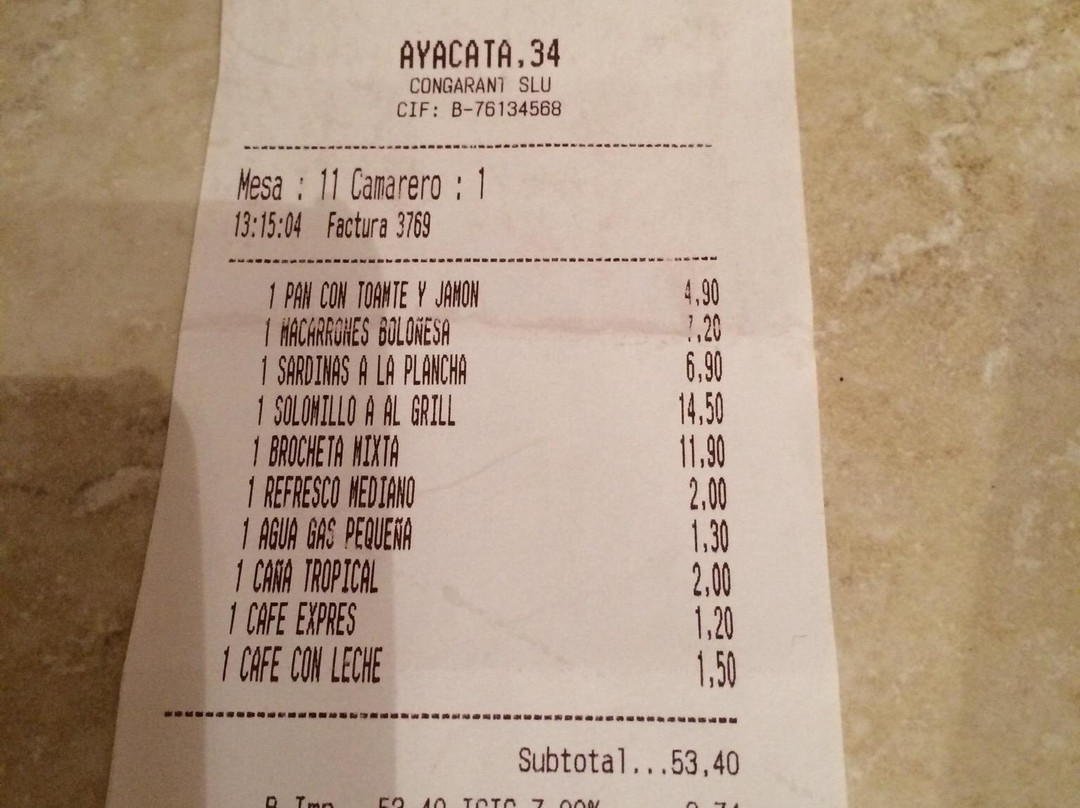 AYACATA,34
CONGARANT SLU
CIF: B-76134568
Mesa : 11 Camarero : 1
13:15:04 Factura 3769
1 PAN CON TOAMTE Y JAMON 4,90
1 MACARRONES BOLOÑESA 7,20
1 SARDINAS A LA PLANCHA 6,90
1 SOLOMILLO A AL GRILL 14,50
1 BROCHETA MIXTA 11,90
1 REFRESCO MEDIANO 2,00
1 AGUA GAS PEQUEÑA 1,30
1 CAÑA TROPICAL 2,00
1 CAFE EXPRES 1,20
1 CAFE CON LECHE 1,50
Subtotal...53,40